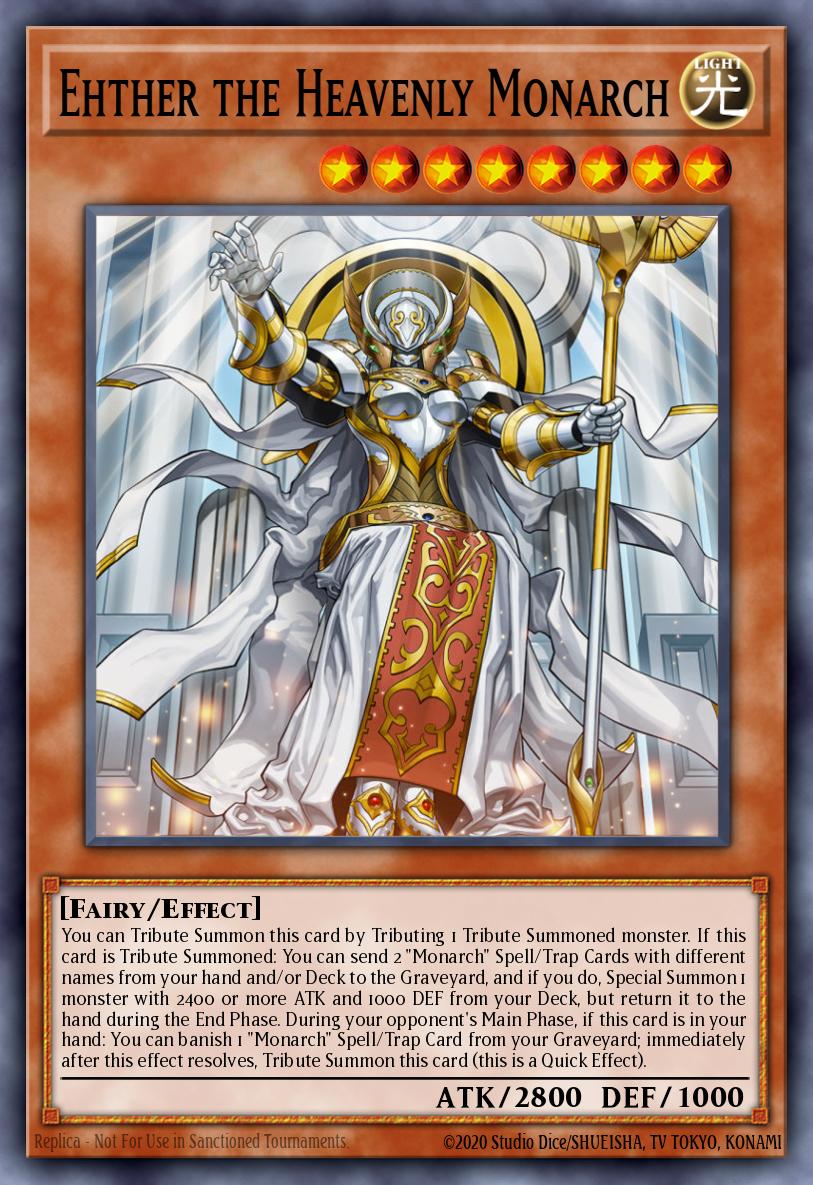 Ehther the Heavenly Monarch
LIGHT
光
[Fairy/Effect]
You can Tribute Summon this card by Tributing 1 Tribute Summoned monster. If this
card is Tribute Summoned: You can send 2 "Monarch" Spell/Trap Cards with different
names from your hand and/or Deck to the Graveyard, and if you do, Special Summon 1
monster with 2400 or more ATK and 1000 DEF from your Deck, but return it to the
hand during the End Phase. During your opponent's Main Phase, if this card is in your
hand: You can banish 1 "Monarch" Spell/Trap Card from your Graveyard; immediately
after this effect resolves, Tribute Summon this card (this is a Quick Effect).
ATK/2800 DEF/1000
Replica - Not For Use in Sanctioned Tournaments.
©2020 Studio Dice/SHUEISHA, TV TOKYO, KONAMI